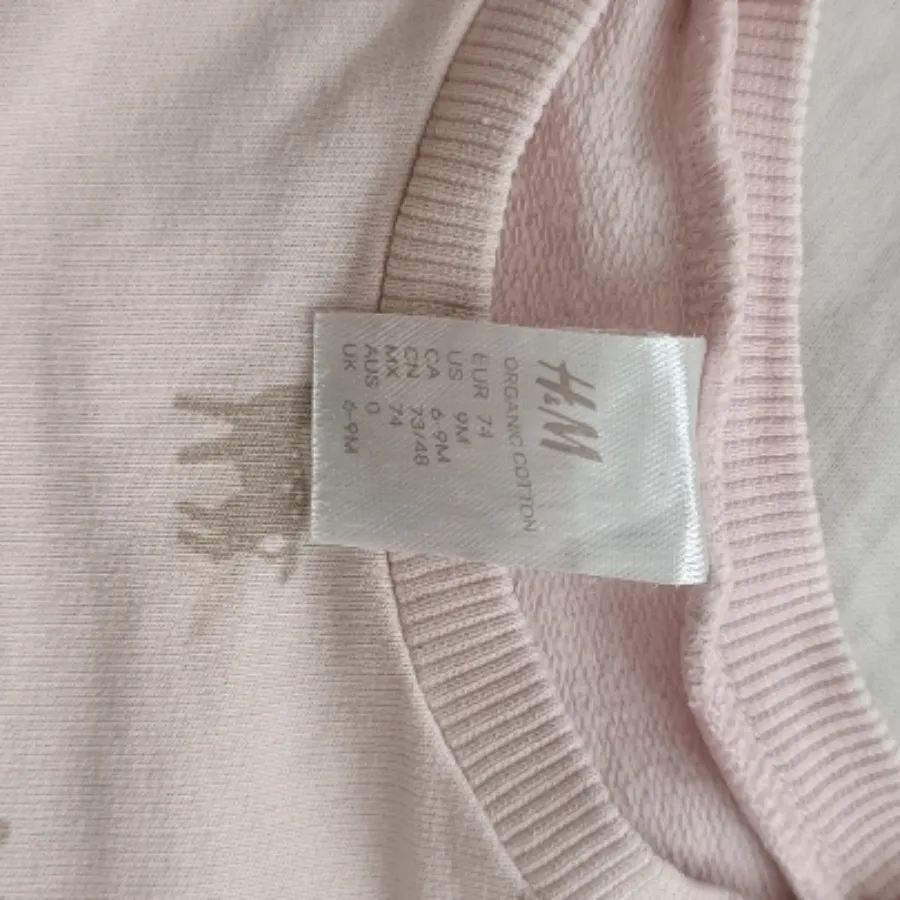 H&M
ORGANIC COTTON
EUR 74
US 9M
CA 6-9M
CN 73/48
MX 74
AUS 0
UK 6-9M